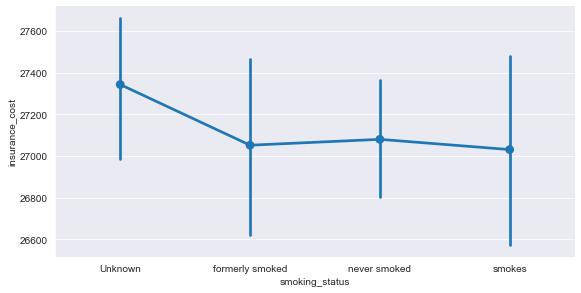 27600
27400
27200
27000
26800
26600
insurance_cost
Unknown
formerly smoked
never smoked
smokes
smoking_status